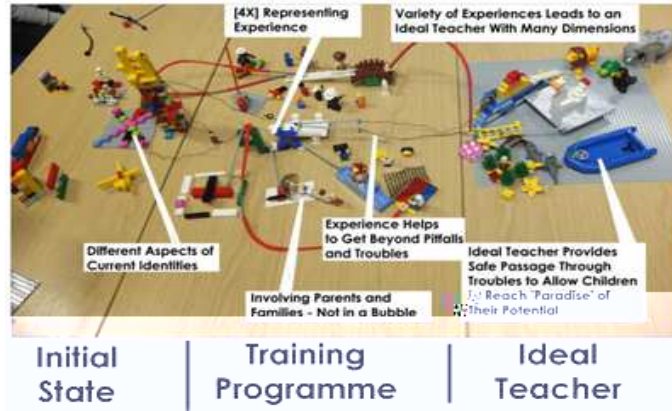 [4X] Representing
Experience
Variety of Experiences Leads to an
Ideal Teacher With Many Dimensions
Different Aspects of
Current Identities
Involving Parents and
Families - Not in a Bubble
Experience Helps
to Get Beyond Pitfalls
and Troubles
Ideal Teacher Provides
Safe Passage Through
Troubles to Allow Children
Reach 'Paradise' of
Their Potential
Initial
State
Training
Programme
Ideal
Teacher